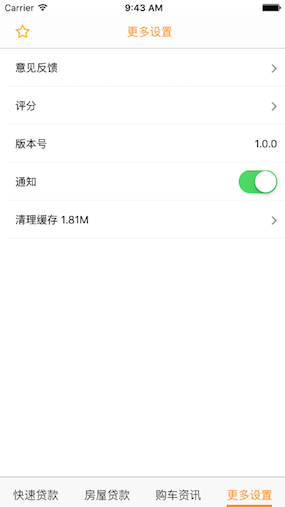 Carrier 9:43 AM
更多设置
意见反馈
评分
版本号 1.0.0
通知
清理缓存 1.81M
快速贷款 房屋贷款 购车资讯 更多设置